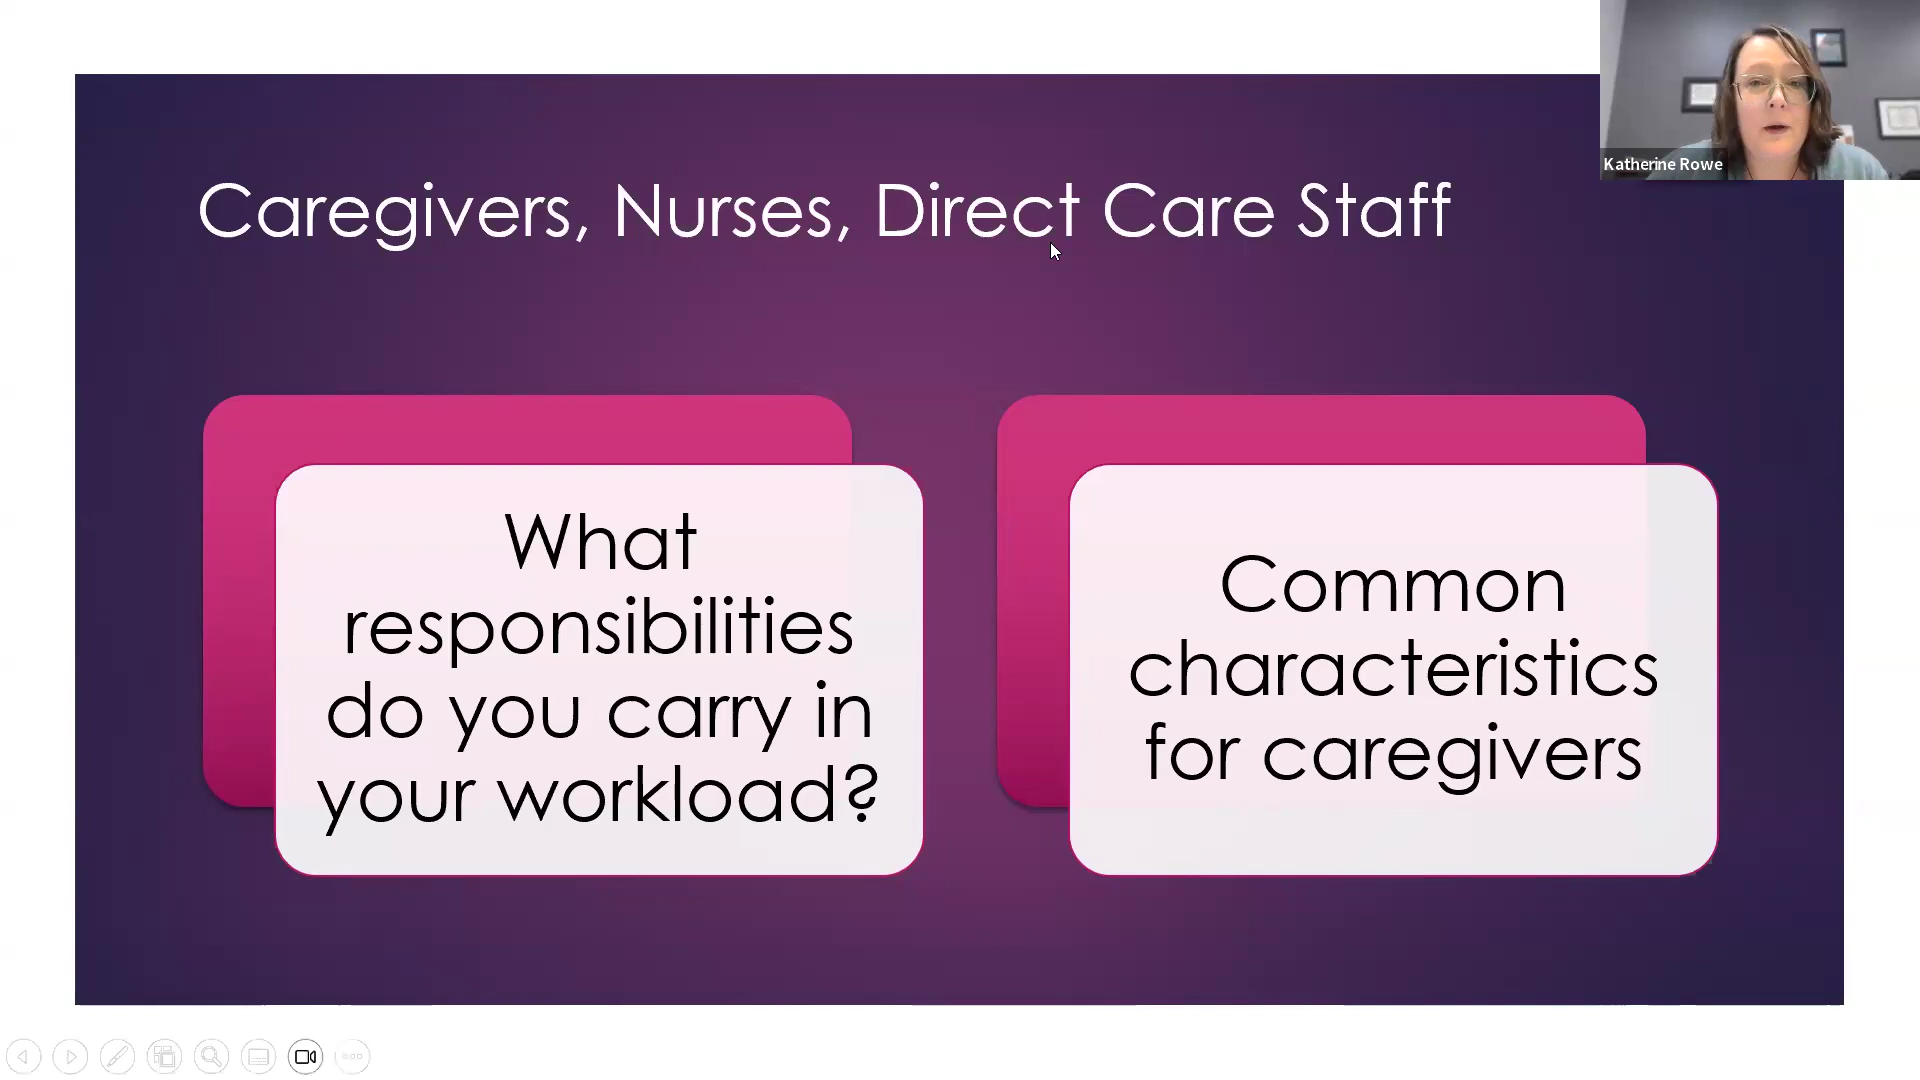 Katherine Rowe
Caregivers, Nurses, Direct Care Staff
What
responsibilities
do you carry in
your workload?
Common
characteristics
for caregivers